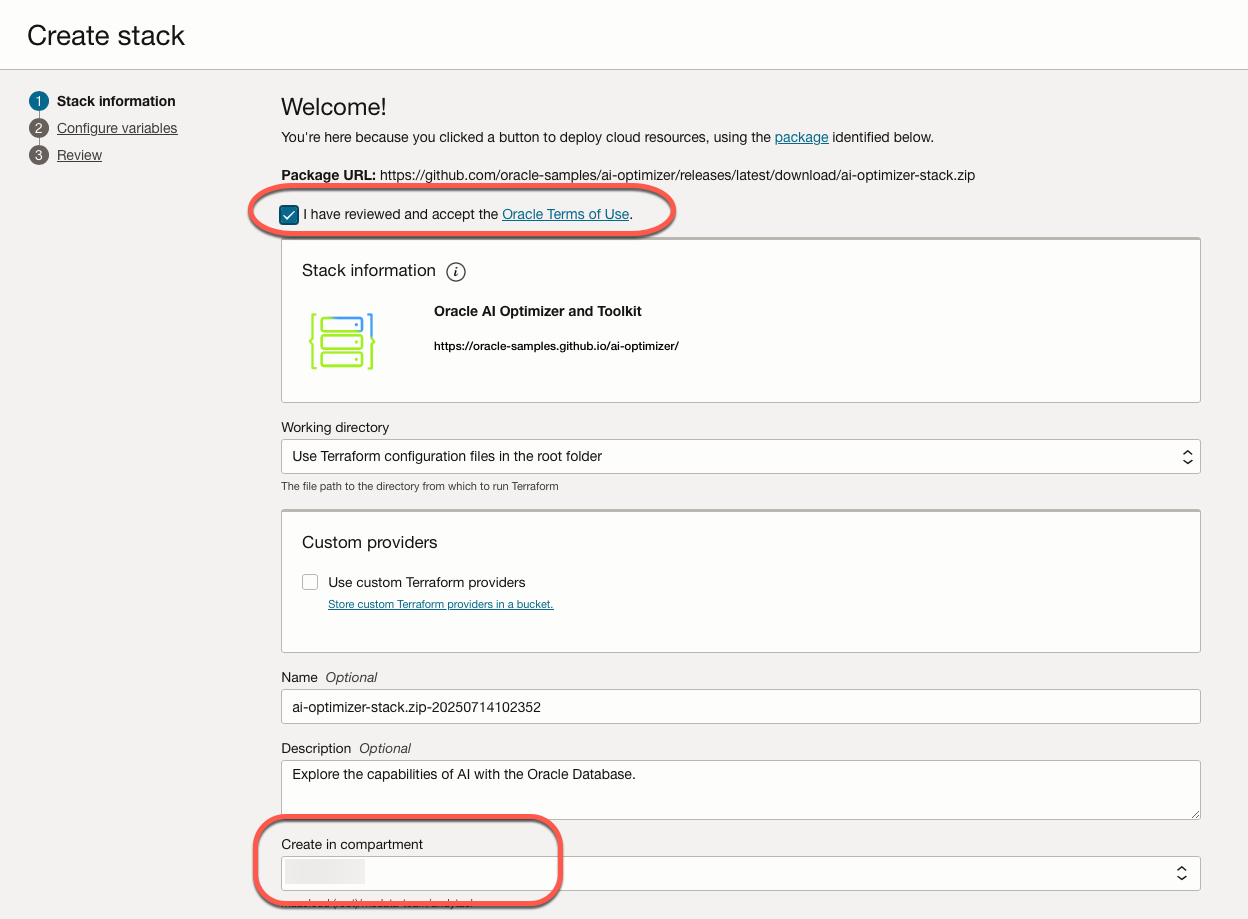 Create stack
1 Stack information
2 Configure variables
3 Review
Welcome!
You're here because you clicked a button to deploy cloud resources, using the package identified below.
Package URL: https://github.com/oracle-samples/ai-optimizer/releases/latest/download/ai-optimizer-stack.zip
I have reviewed and accept the Oracle Terms of Use.
Stack information i
Oracle AI Optimizer and Toolkit
https://oracle-samples.github.io/ai-optimizer/
Working directory
Use Terraform configuration files in the root folder
The file path to the directory from which to run Terraform
Custom providers
Use custom Terraform providers
Store custom Terraform providers in a bucket.
Name Optional
ai-optimizer-stack.zip-20250714102352
Description Optional
Explore the capabilities of AI with the Oracle Database.
Create in compartment